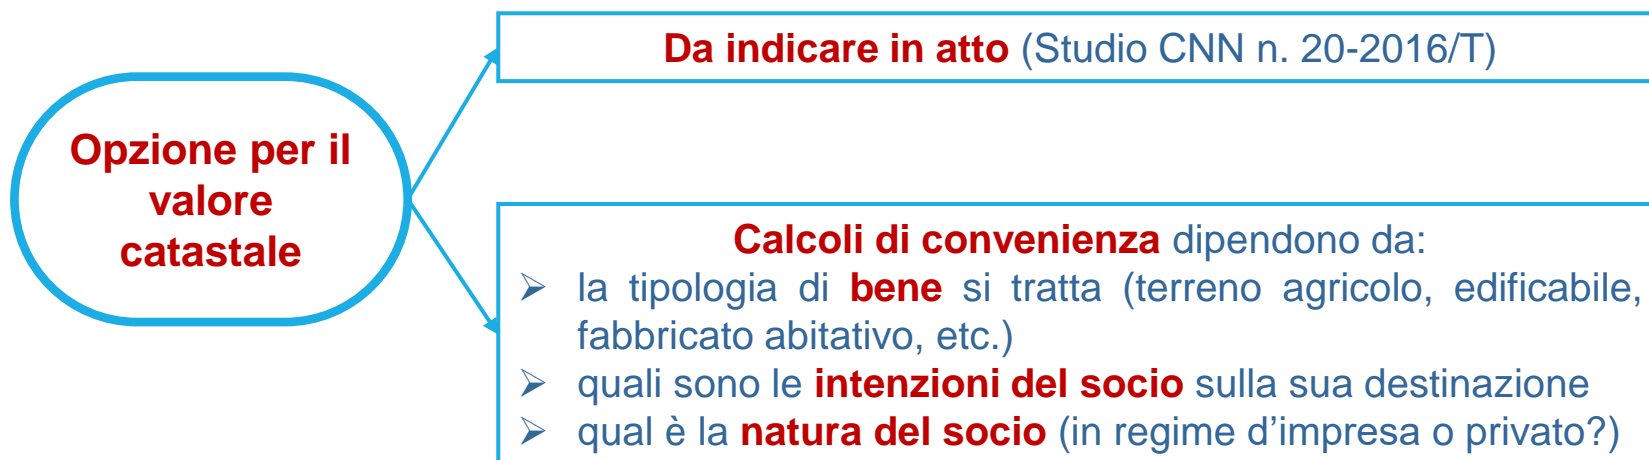 Opzione per il
valore
catastale
Da indicare in atto (Studio CNN n. 20-2016/T)
Calcoli di convenienza dipendono da:
➢ la tipologia di bene si tratta (terreno agricolo, edificabile,
fabbricato abitativo, etc.)
➢ quali sono le intenzioni del socio sulla sua destinazione
➢ qual è la natura del socio (in regime d’impresa o privato?)